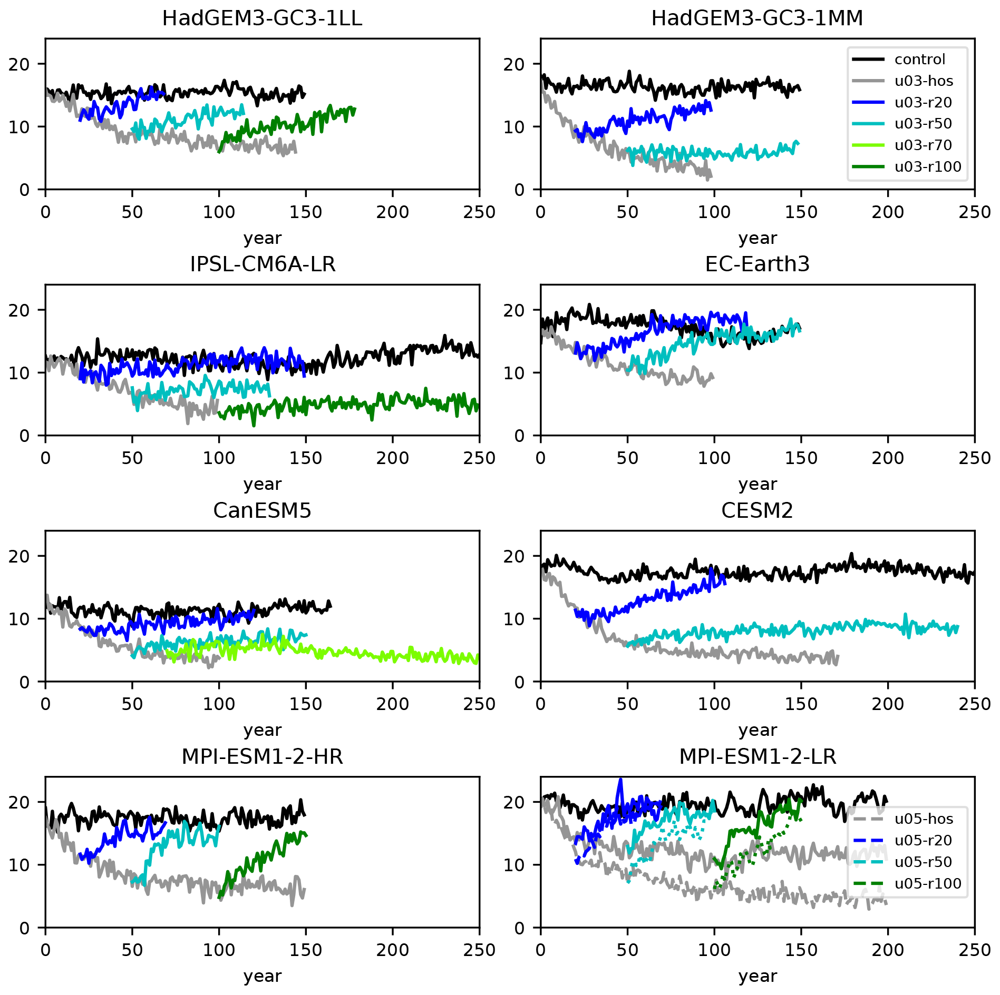 HadGEM3-GC3-1LL
20
10
0
0 50 100 150 200 250
year
HadGEM3-GC3-1MM
control
u03-hos
u03-r20
u03-r50
u03-r70
u03-r100
20
10
0
0 50 100 150 200 250
year
IPSL-CM6A-LR
20
10
0
0 50 100 150 200 250
year
EC-Earth3
20
10
0
0 50 100 150 200 250
year
CanESM5
20
10
0
0 50 100 150 200 250
year
CESM2
20
10
0
0 50 100 150 200 250
year
MPI-ESM1-2-HR
20
10
0
0 50 100 150 200 250
year
MPI-ESM1-2-LR
20
10
0
u05-hos
u05-r20
u05-r50
u05-r100
0 50 100 150 200 250
year